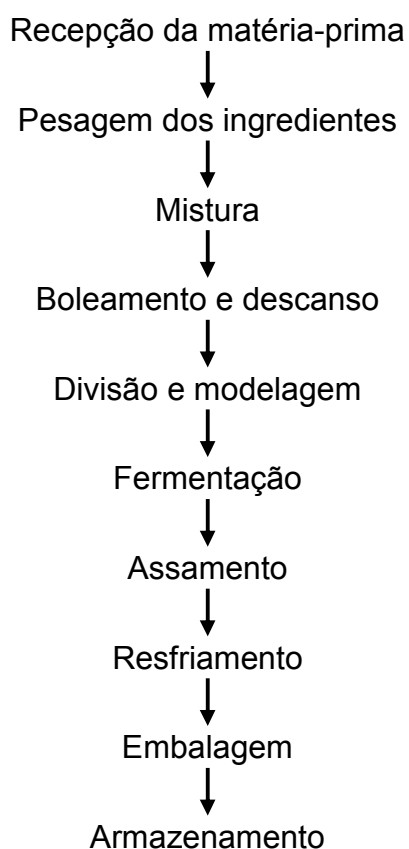 Recepção da matéria-prima
Pesagem dos ingredientes
Mistura
Boleamento e descanso
Divisão e modelagem
Fermentação
Assamento
Resfriamento
Embalagem
Armazenamento